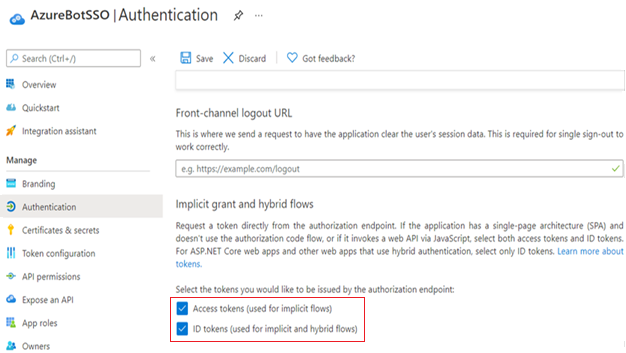 AzureBotSSO | Authentication
Search (Ctrl+/)
«
Overview
Quickstart
Integration assistant
Manage
Branding
Authentication
Certificates & secrets
Token configuration
API permissions
Expose an API
App roles
Owners
Save
Discard
Got feedback?
Front-channel logout URL
This is where we send a request to have the application clear the user's session data. This is required for single sign-out to
work correctly.
e.g. https://example.com/logout
Implicit grant and hybrid flows
Request a token directly from the authorization endpoint. If the application has a single-page architecture (SPA) and
doesn't use the authorization code flow, or if it invokes a web API via JavaScript, select both access tokens and ID tokens.
For ASP.NET Core web apps and other web apps that use hybrid authentication, select only ID tokens. Learn more about
tokens.
Select the tokens you would like to be issued by the authorization endpoint:
Access tokens (used for implicit flows)
ID tokens (used for implicit and hybrid flows)